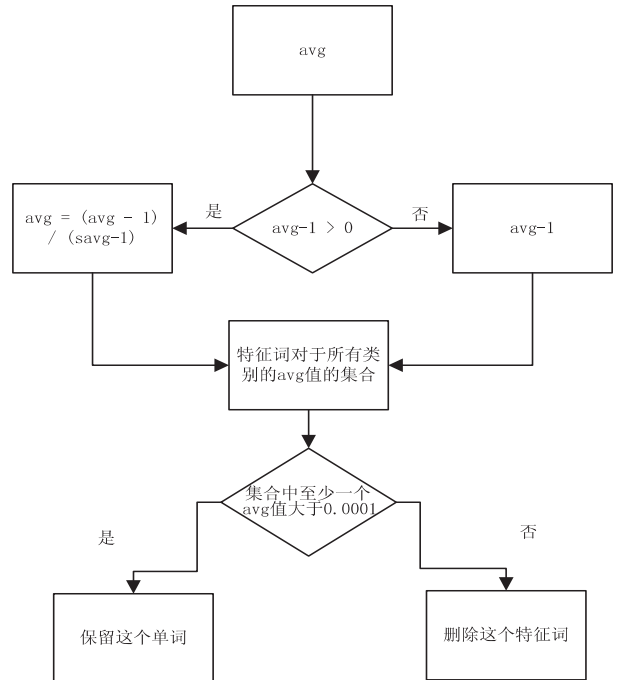 avg
是
avg-1 > 0
否
avg = (avg - 1)
/ (savg-1)
avg-1
特征词对于所有类
别的avg值的集合
集合中至少一个
avg值大于0.0001
是
否
保留这个单词
删除这个特征词